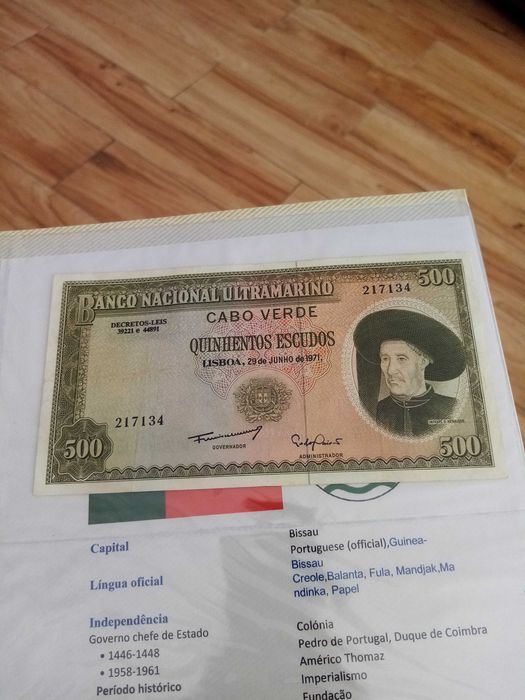 BANCO NACIONAL ULTRAMARINO
217134
500
DECRETOS-LEIS
39221 e 44891
CABO VERDE
QUINHENTOS ESCUDOS
LISBOA, 29 de JUNHO de 1971,
217134
500
GOVERNADOR
ADMINISTRADOR
500
Bissau
Capital
Portuguese (official),Guinea-
Bissau
Creole,Balanta, Fula, Mandjak,Ma
ndinka, Papel
Língua oficial
Independência
Colónia
Governo chefe de Estado
Pedro de Portugal, Duque de Coimbra
• 1446-1448
Américo Thomaz
• 1958-1961
Imperialismo
Período histórico
Fundação